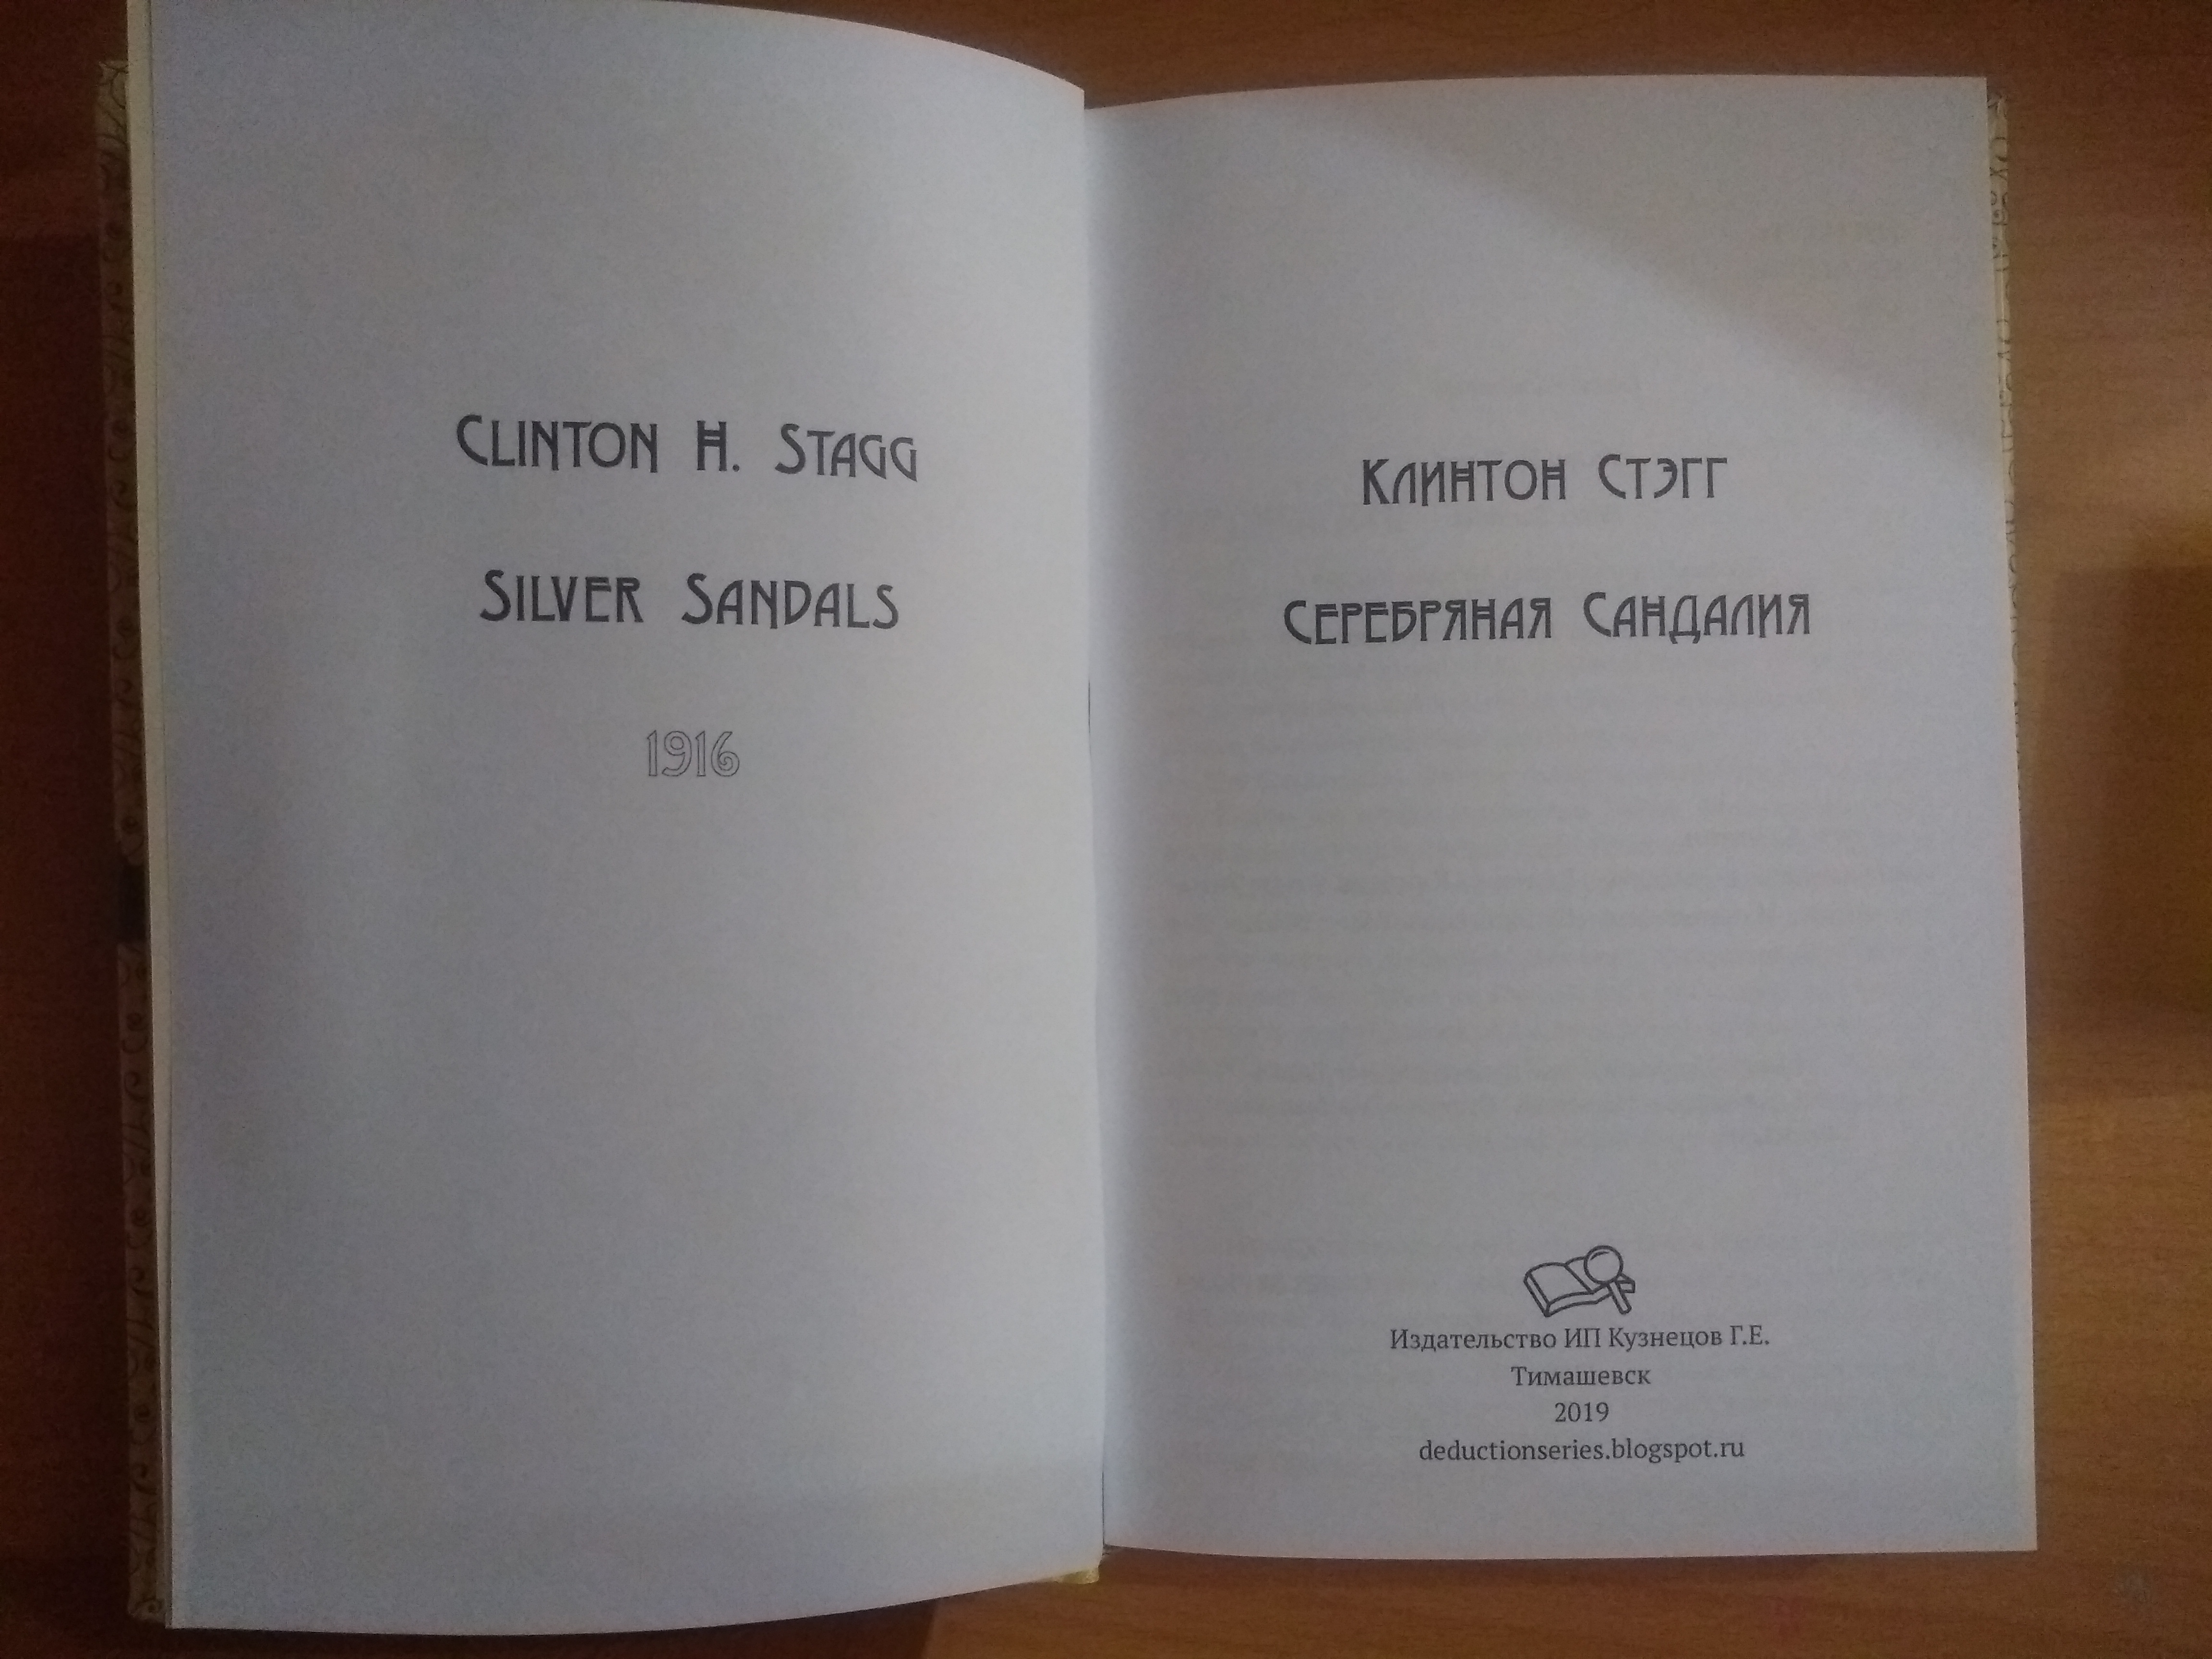 Clinton H. Stagg
Silver Sandals
1916
Клинтон Стэгг
Серебряная Сандалия
Издательство ИП Кузнецов Г.Е.
Тимашевск
2019
deductionseries.blogspot.ru